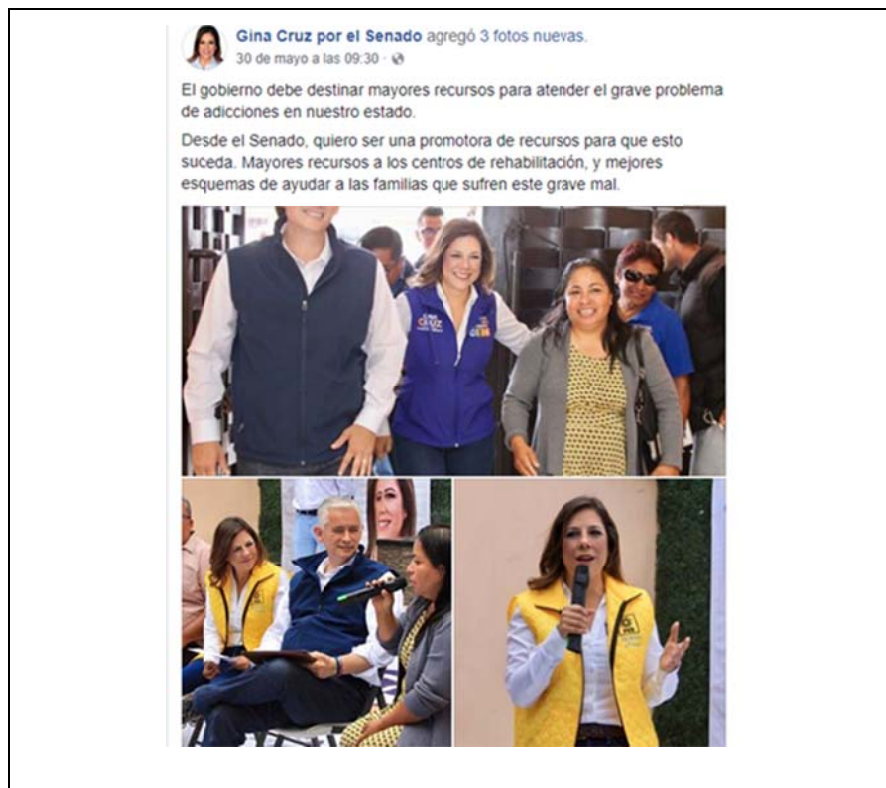 Gina Cruz por el Senado agregó 3 fotos nuevas.
30 de mayo a las 09:30 ·
El gobierno debe destinar mayores recursos para atender el grave problema
de adicciones en nuestro estado.
Desde el Senado, quiero ser una promotora de recursos para que esto
suceda. Mayores recursos a los centros de rehabilitación, y mejores
esquemas de ayudar a las familias que sufren este grave mal.
CRUZ